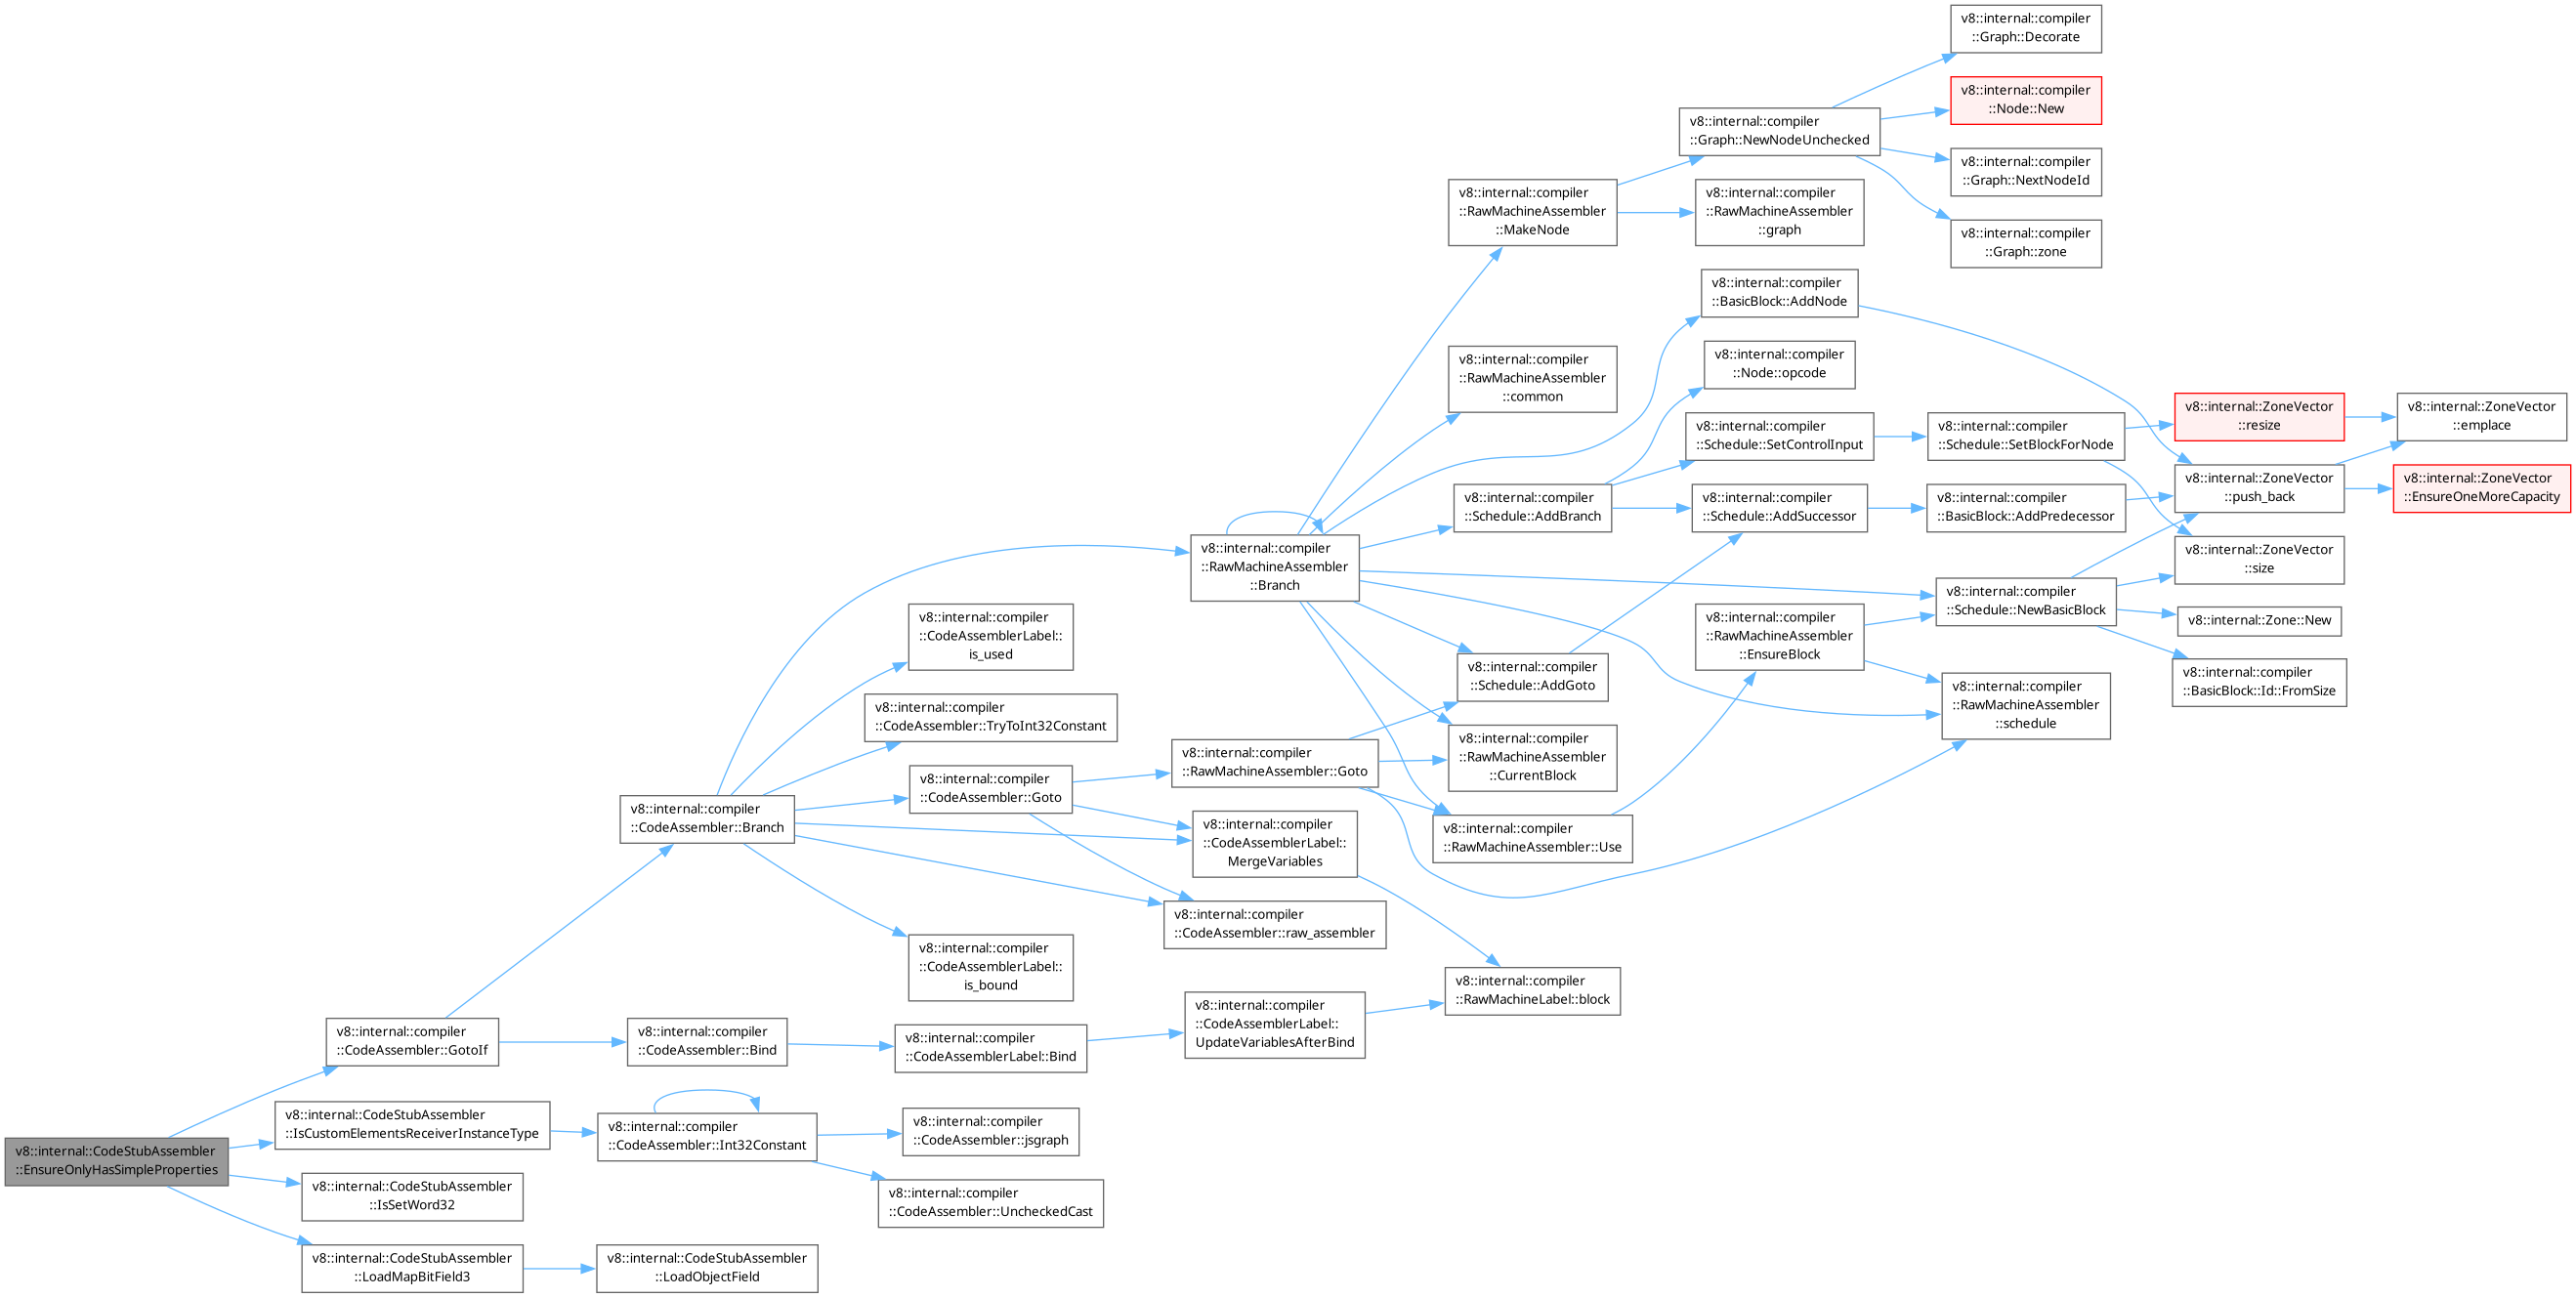 v8::internal::CodeStubAssembler
::EnsureOnlyHasSimpleProperties
v8::internal::compiler
::CodeAssembler::GotoIf
v8::internal::CodeStubAssembler
::IsCustomElementsReceiverInstanceType
v8::internal::CodeStubAssembler
::IsSetWord32
v8::internal::CodeStubAssembler
::LoadMapBitField3
v8::internal::compiler
::CodeAssembler::Branch
v8::internal::compiler
::CodeAssembler::Bind
v8::internal::compiler
::CodeAssembler::Int32Constant
v8::internal::CodeStubAssembler
::LoadObjectField
v8::internal::compiler
::CodeAssemblerLabel::
is_used
v8::internal::compiler
::CodeAssembler::TryToInt32Constant
v8::internal::compiler
::CodeAssembler::Goto
v8::internal::compiler
::CodeAssemblerLabel::
is_bound
v8::internal::compiler
::CodeAssemblerLabel::Bind
v8::internal::compiler
::CodeAssembler::jsgraph
v8::internal::compiler
::CodeAssembler::UncheckedCast
v8::internal::compiler
::RawMachineAssembler
::Branch
v8::internal::compiler
::RawMachineAssembler::Goto
v8::internal::compiler
::CodeAssemblerLabel::
MergeVariables
v8::internal::compiler
::CodeAssembler::raw_assembler
v8::internal::compiler
::CodeAssemblerLabel::
UpdateVariablesAfterBind
v8::internal::compiler
::RawMachineAssembler
::MakeNode
v8::internal::compiler
::RawMachineAssembler
::common
v8::internal::compiler
::Schedule::AddBranch
v8::internal::compiler
::Schedule::AddGoto
v8::internal::compiler
::RawMachineAssembler
::CurrentBlock
v8::internal::compiler
::RawMachineAssembler::Use
v8::internal::compiler
::RawMachineLabel::block
v8::internal::compiler
::Graph::NewNodeUnchecked
v8::internal::compiler
::RawMachineAssembler
::graph
v8::internal::compiler
::BasicBlock::AddNode
v8::internal::compiler
::Node::opcode
v8::internal::compiler
::Schedule::SetControlInput
v8::internal::compiler
::Schedule::AddSuccessor
v8::internal::compiler
::RawMachineAssembler
::EnsureBlock
v8::internal::compiler
::Graph::Decorate
v8::internal::compiler
::Node::New
v8::internal::compiler
::Graph::NextNodeId
v8::internal::compiler
::Graph::zone
v8::internal::compiler
::Schedule::SetBlockForNode
v8::internal::compiler
::BasicBlock::AddPredecessor
v8::internal::compiler
::Schedule::NewBasicBlock
v8::internal::compiler
::RawMachineAssembler
::schedule
v8::internal::ZoneVector
::resize
v8::internal::ZoneVector
::push_back
v8::internal::ZoneVector
::size
v8::internal::Zone::New
v8::internal::compiler
::BasicBlock::Id::FromSize
v8::internal::ZoneVector
::emplace
v8::internal::ZoneVector
::EnsureOneMoreCapacity